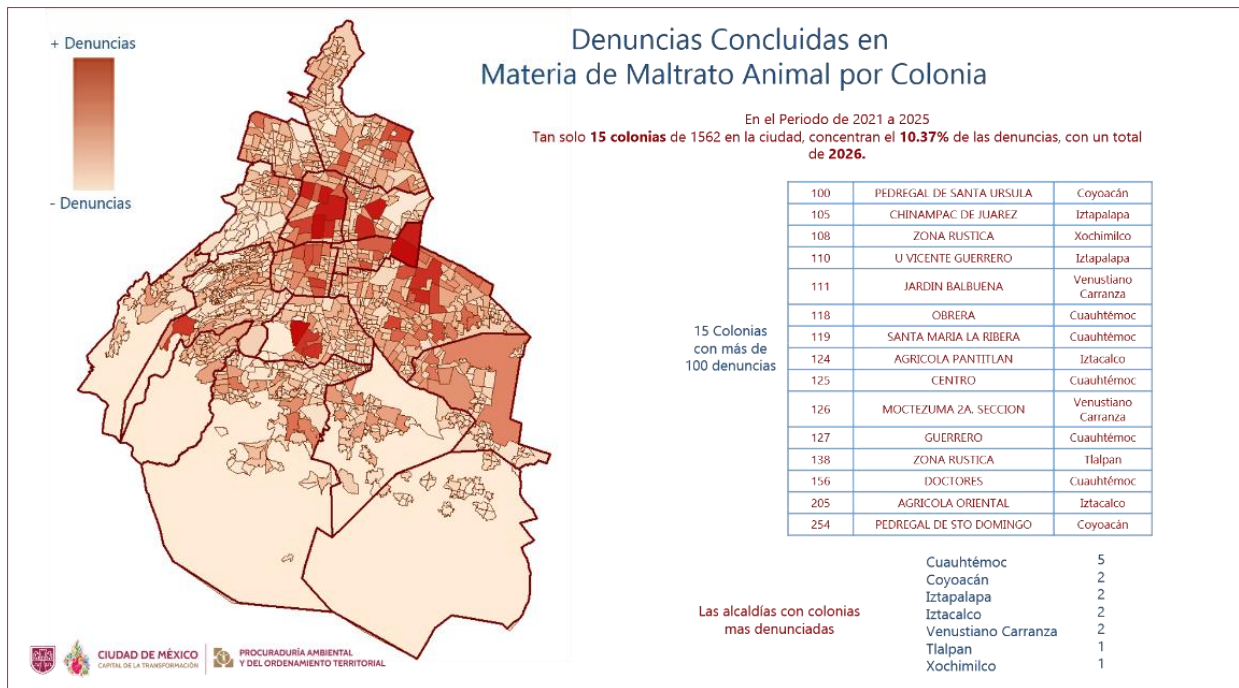 + Denuncias
- Denuncias
Denuncias Concluidas en
Materia de Maltrato Animal por Colonia
En el Periodo de 2021 a 2025
Tan solo 15 colonias de 1562 en la ciudad, concentran el 10.37% de las denuncias, con un total
de 2026.
15 Colonias
con más de
100 denuncias
100 PEDREGAL DE SANTA URSULA Coyoacán
105 CHINAMPAC DE JUAREZ Iztapalapa
108 ZONA RUSTICA Xochimilco
110 U VICENTE GUERRERO Iztapalapa
111 JARDIN BALBUENA Venustiano
Carranza
118 OBRERA Cuauhtémoc
119 SANTA MARIA LA RIBERA Cuauhtémoc
124 AGRICOLA PANTITLAN Iztacalco
125 CENTRO Cuauhtémoc
126 MOCTEZUMA 2A. SECCION Venustiano
Carranza
127 GUERRERO Cuauhtémoc
138 ZONA RUSTICA Tlalpan
156 DOCTORES Cuauhtémoc
205 AGRICOLA ORIENTAL Iztacalco
254 PEDREGAL DE STO DOMINGO Coyoacán
Las alcaldías con colonias
mas denunciadas
Cuauhtémoc 5
Coyoacán 2
Iztapalapa 2
Iztacalco 2
Venustiano Carranza 2
Tlalpan 1
Xochimilco 1
CIUDAD DE MÉXICO
CAPITAL DE LA TRANSFORMACIÓN
PROCURADURÍA AMBIENTAL
Y DEL ORDENAMIENTO TERRITORIAL